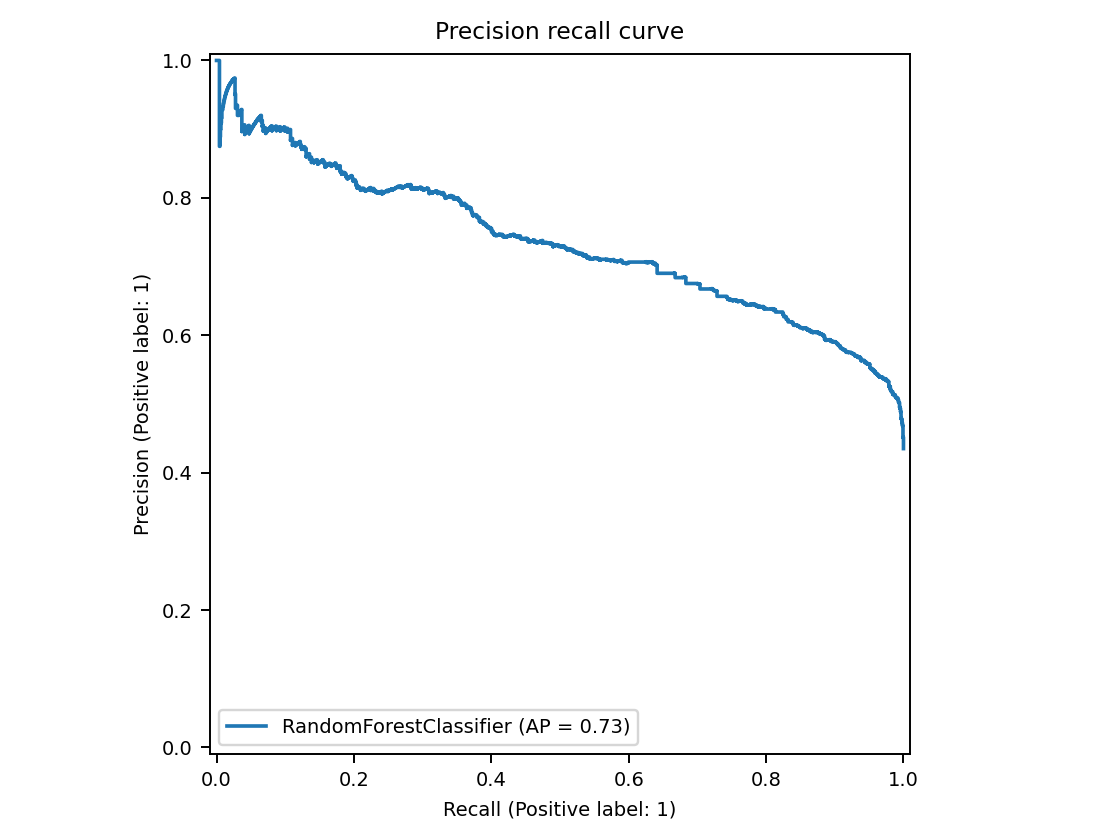 Precision recall curve
1.0
0.8
0.6
0.4
0.2
0.0
Precision (Positive label: 1)
RandomForestClassifier (AP = 0.73)
0.0 0.2 0.4 0.6 0.8 1.0
Recall (Positive label: 1)